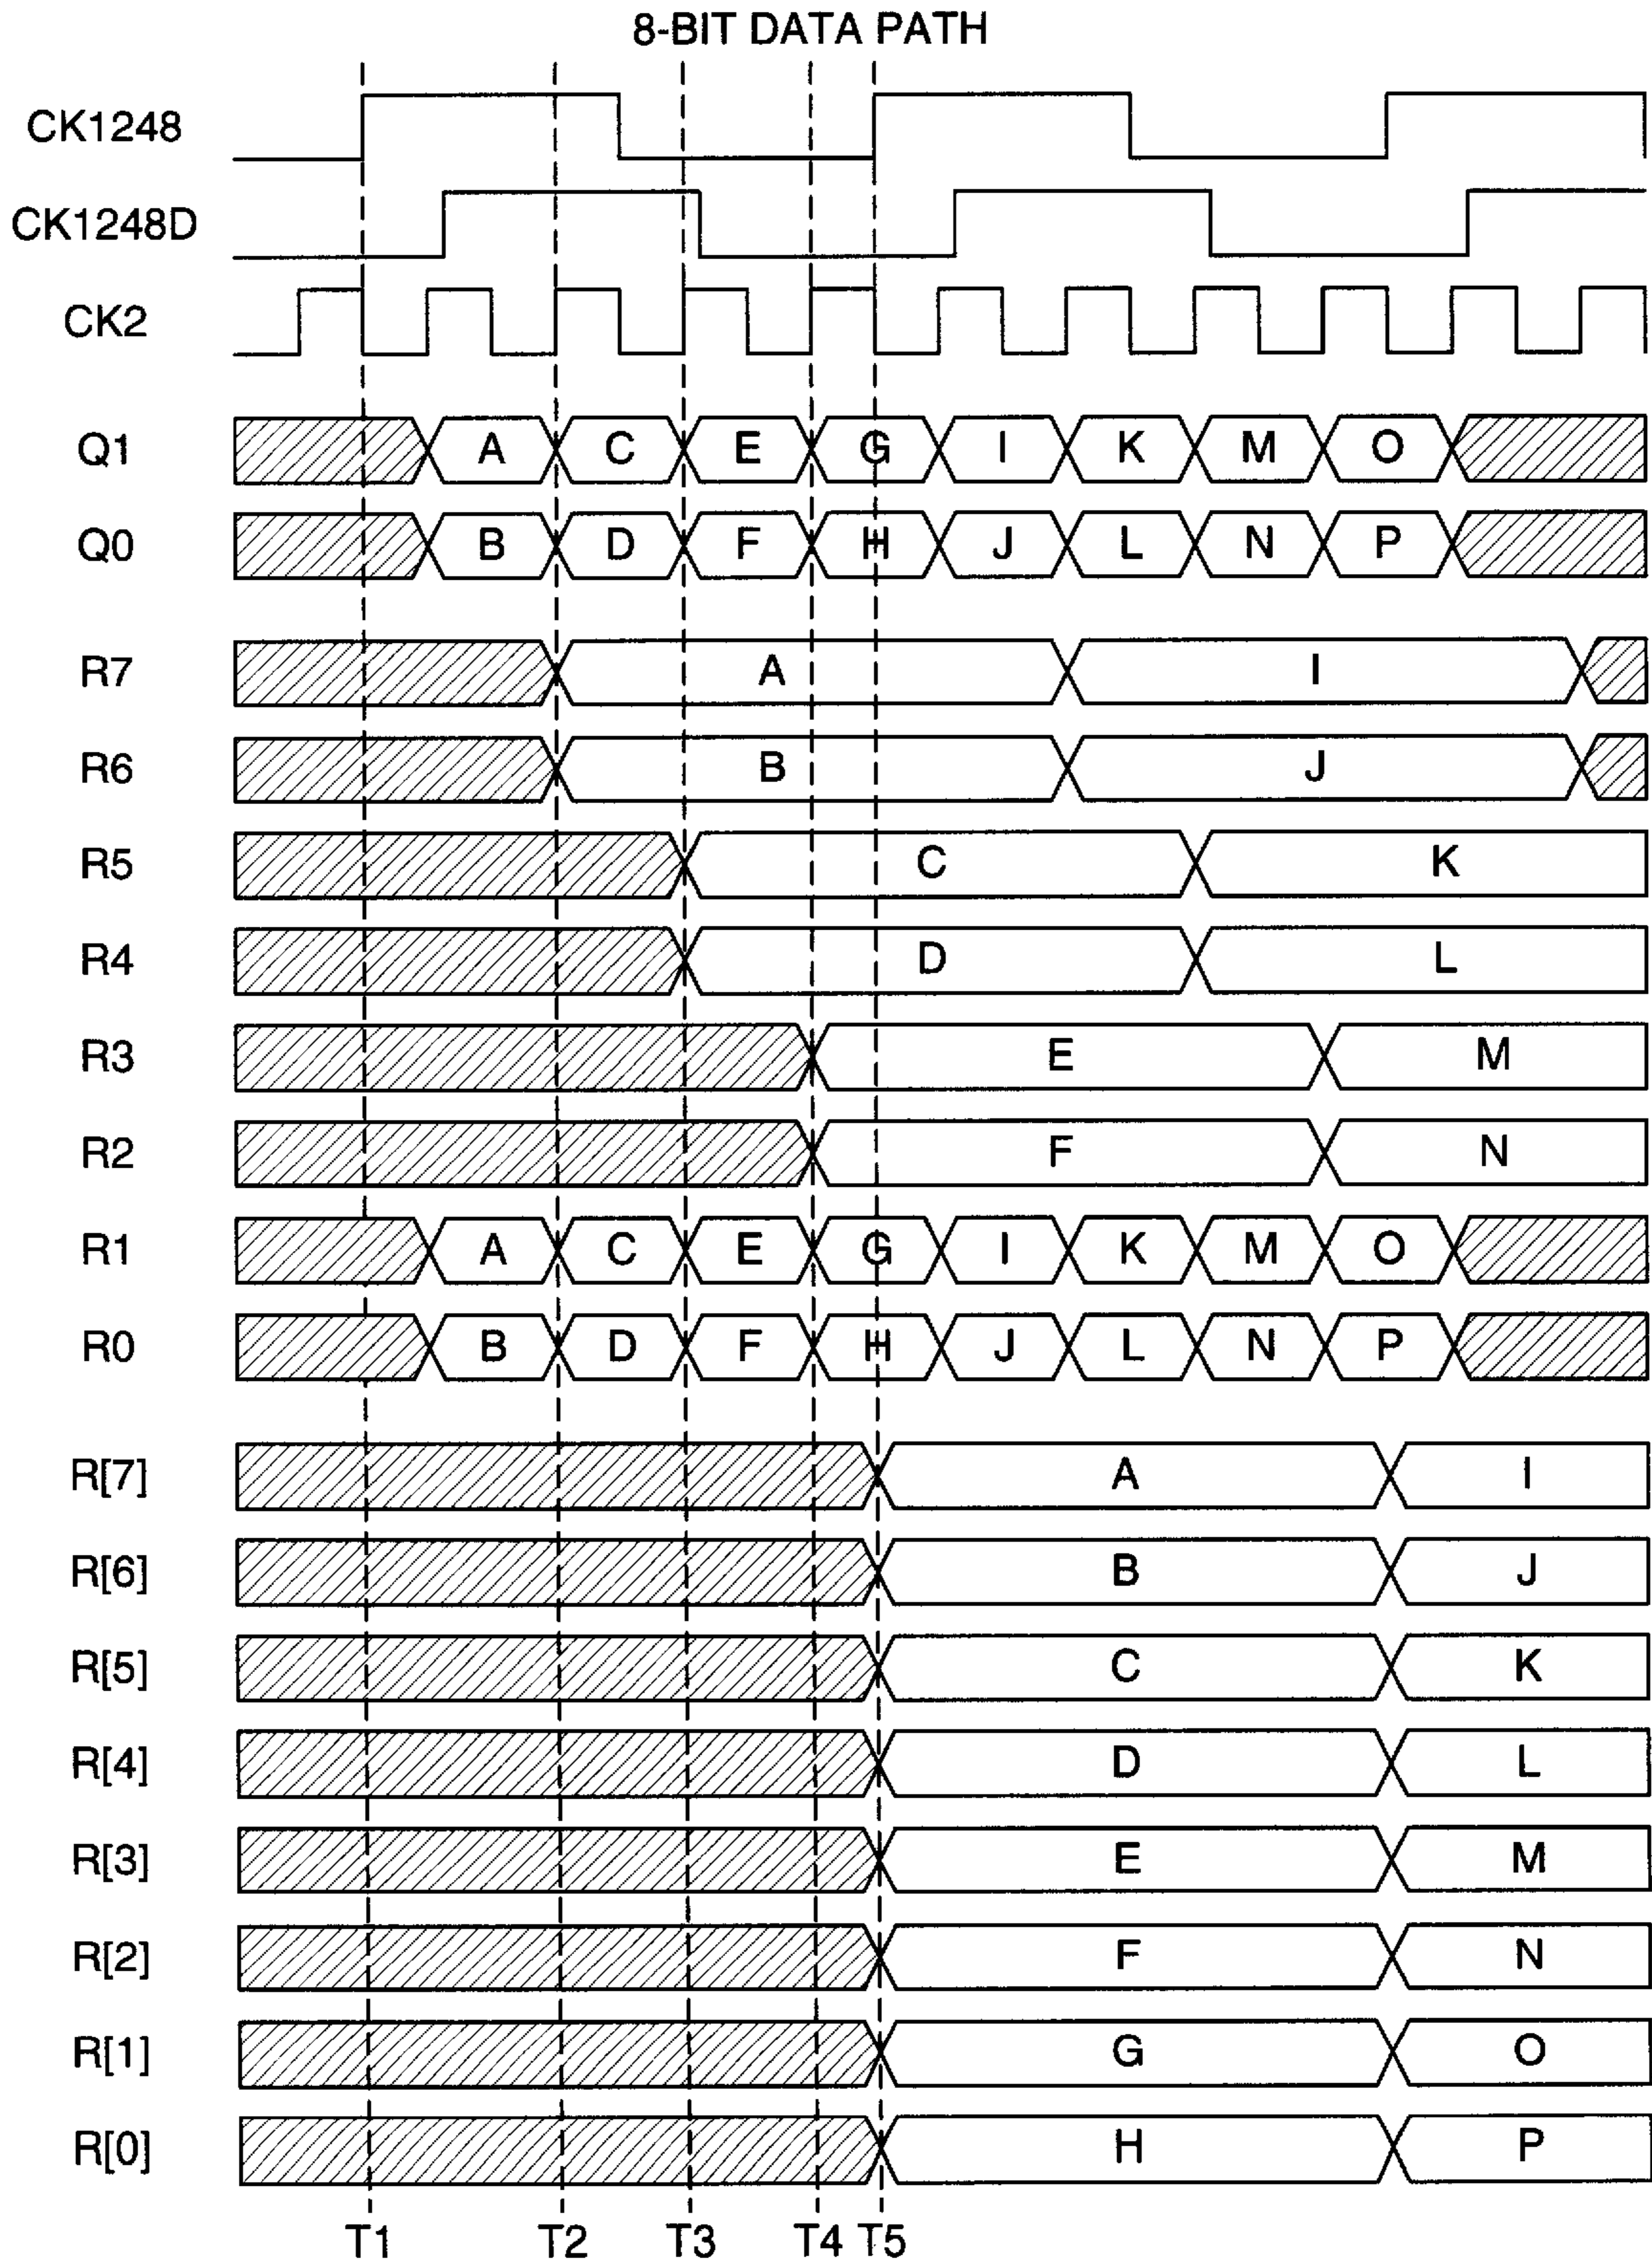 8-BIT DATA PATH
CK1248
CK1248D
CK2
Q1 A C E G I K M O
Q0 B D F H J L N P
R7 A I
R6 B J
R5 C K
R4 D L
R3 E M
R2 F N
R1 A C E G I K M O
R0 B D F H J L N P
R[7] A I
R[6] B J
R[5] C K
R[4] D L
R[3] E M
R[2] F N
R[1] G O
R[0] H P
T1 T2 T3 T4 T5